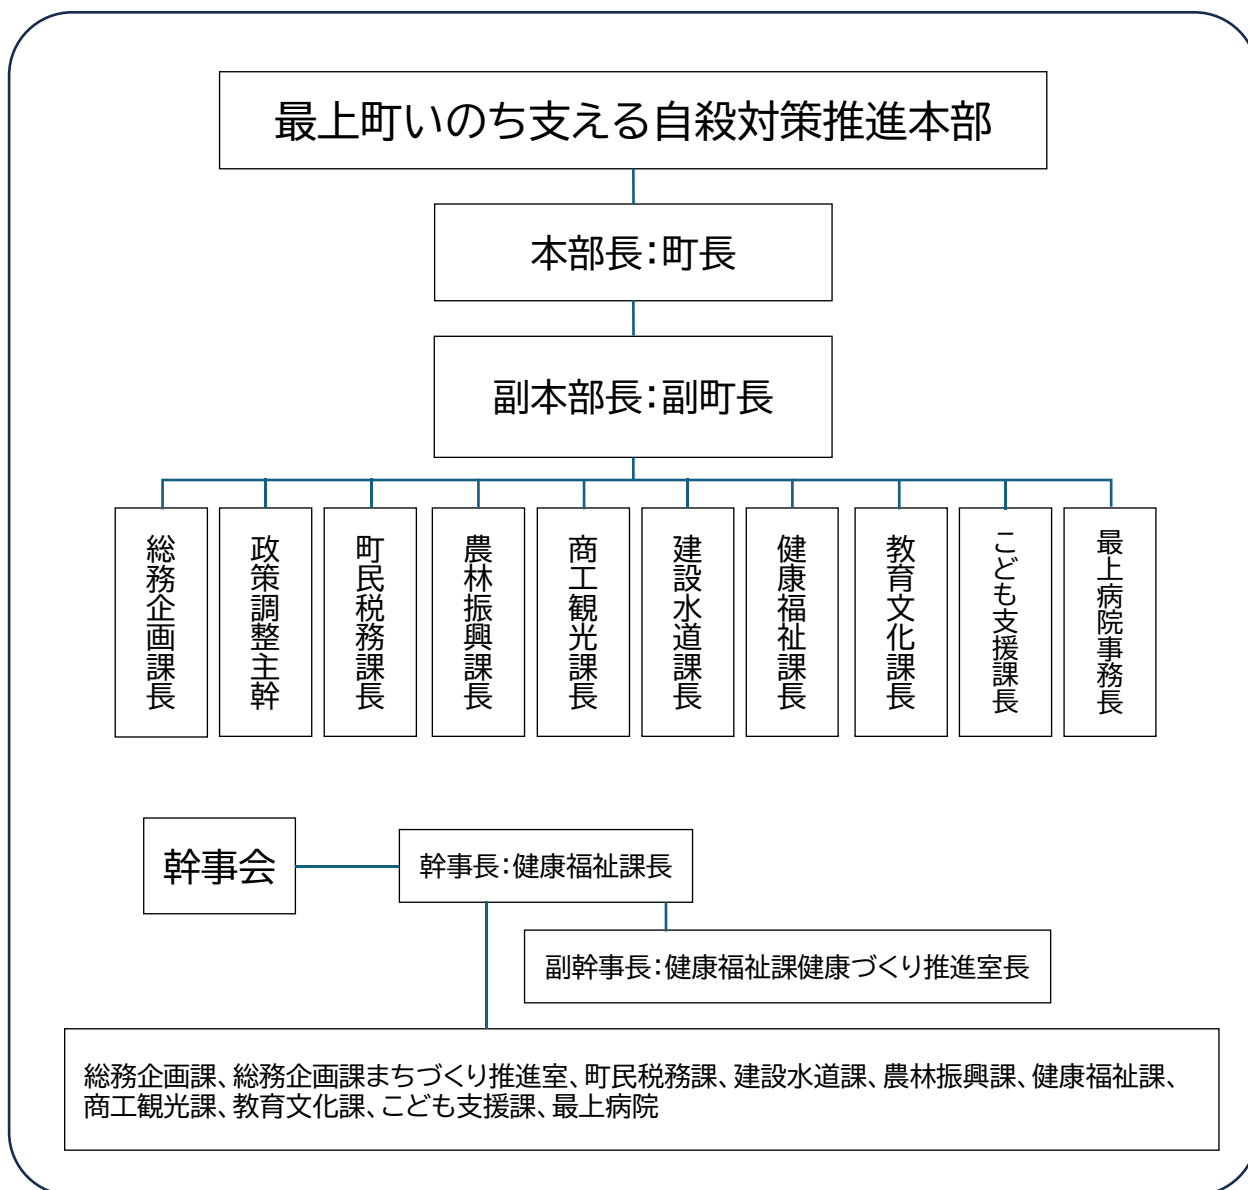 最上町いのち支える自殺対策推進本部
本部長：町長
副本部長：副町長
総務企画課長
政策調整主幹
町民税務課長
農林振興課長
商工観光課長
建設水道課長
健康福祉課長
教育文化課長
こども支援課長
最上病院事務長
幹事会
幹事長：健康福祉課長
副幹事長：健康福祉課健康づくり推進室長
総務企画課、総務企画課まちづくり推進室、町民税務課、建設水道課、農林振興課、健康福祉課、
商工観光課、教育文化課、こども支援課、最上病院